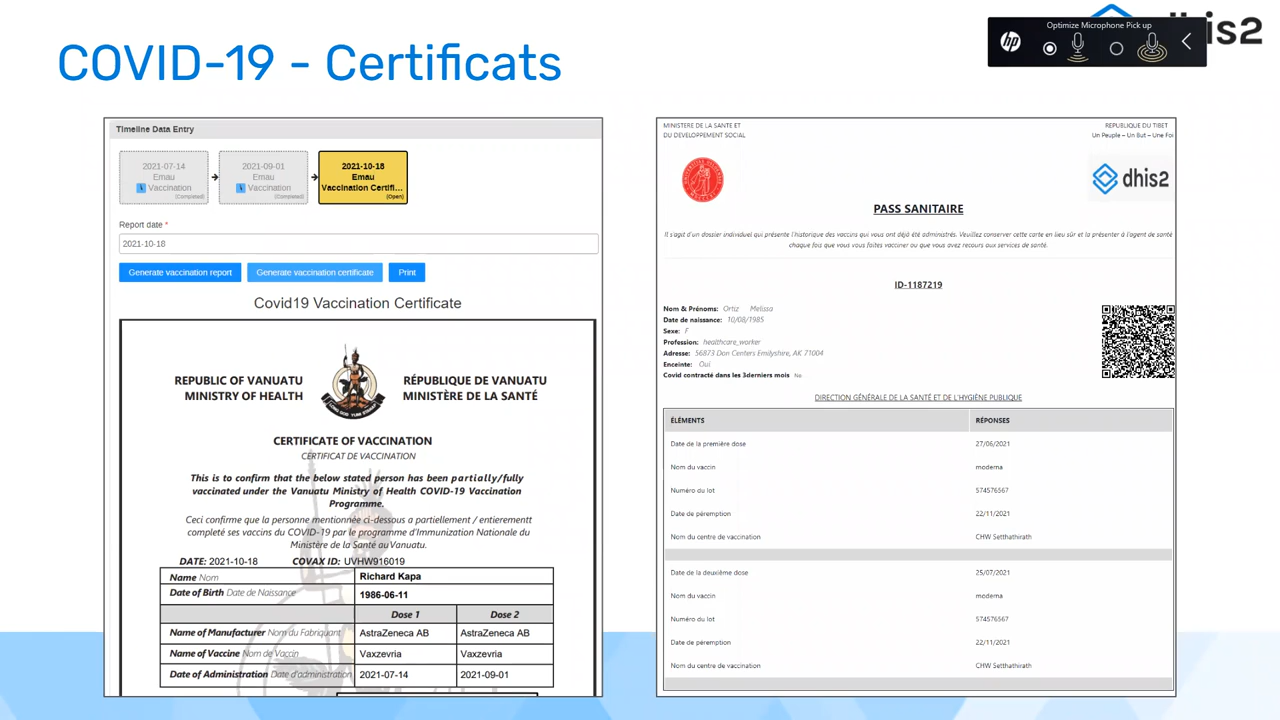 COVID-19 - Certificats
Optimize Microphone Pick up
hp
dhis2
Timeline Data Entry
2021-07-14
Emau
Vaccination
(Completed)
2021-09-01
Emau
Vaccination
(Completed)
2021-10-18
Emau
Vaccination Certifi...
(Open)
Report date *
2021-10-18
Generate vaccination report
Generate vaccination certificate
Print
Covid19 Vaccination Certificate
REPUBLIC OF VANUATU
MINISTRY OF HEALTH
RÉPUBLIQUE DE VANUATU
MINISTÈRE DE LA SANTÉ
LONG GOD YUMI STANAP
CERTIFICATE OF VACCINATION
CERTIFICAT DE VACCINATION
This is to confirm that the below stated person has been partially/fully
vaccinated under the Vanuatu Ministry of Health COVID-19 Vaccination
Programme.
Ceci confirme que la personne mentionnée ci-dessous a partiellement / entierementt
completé ses vaccins du COVID-19 par le programme d'Immunization Nationale du
Ministère de la Santé au Vanuatu.
DATE: 2021-10-18 COVAX ID: UVHW916019
Name Nom Richard Kapa
Date of Birth Date de Naissance 1986-06-11
Dose 1 Dose 2
Name of Manufacturer Nom du Fabriquant AstraZeneca AB AstraZeneca AB
Name of Vaccine Nom de Vaccin Vaxzevria Vaxzevria
Date of Administration Date d'administration 2021-07-14 2021-09-01
MINISTERE DE LA SANTE ET
DU DEVELOPPEMENT SOCIAL
REPUBLIQUE DU TIBET
Un Peuple – Un But – Une Foi
dhis2
PASS SANITAIRE
Il s'agit d'un dossier individuel qui présente l'historique des vaccins qui vous ont déjà été administrés. Veuillez conserver cette carte en lieu sûr et la présenter à l'agent de santé
chaque fois que vous vous faites vacciner ou que vous avez recours aux services de santé.
ID-1187219
Nom & Prénoms: Ortiz Melissa
Date de naissance: 10/08/1985
Sexe: F
Profession: healthcare_worker
Adresse: 56873 Don Centers Emilyshire, AK 71004
Enceinte: Oui
Covid contracté dans les 3derniers mois No
DIRECTION GÉNÉRALE DE LA SANTÉ ET DE L'HYGIÈNE PUBLIQUE
ÉLÉMENTS RÉPONSES
Date de la première dose 27/06/2021
Nom du vaccin moderna
Numéro du lot 574576567
Date de péremption 22/11/2021
Nom du centre de vaccination CHW Setthathirath
Date de la deuxième dose 25/07/2021
Nom du vaccin moderna
Numéro du lot 574576567
Date de péremption 22/11/2021
Nom du centre de vaccination CHW Setthathirath